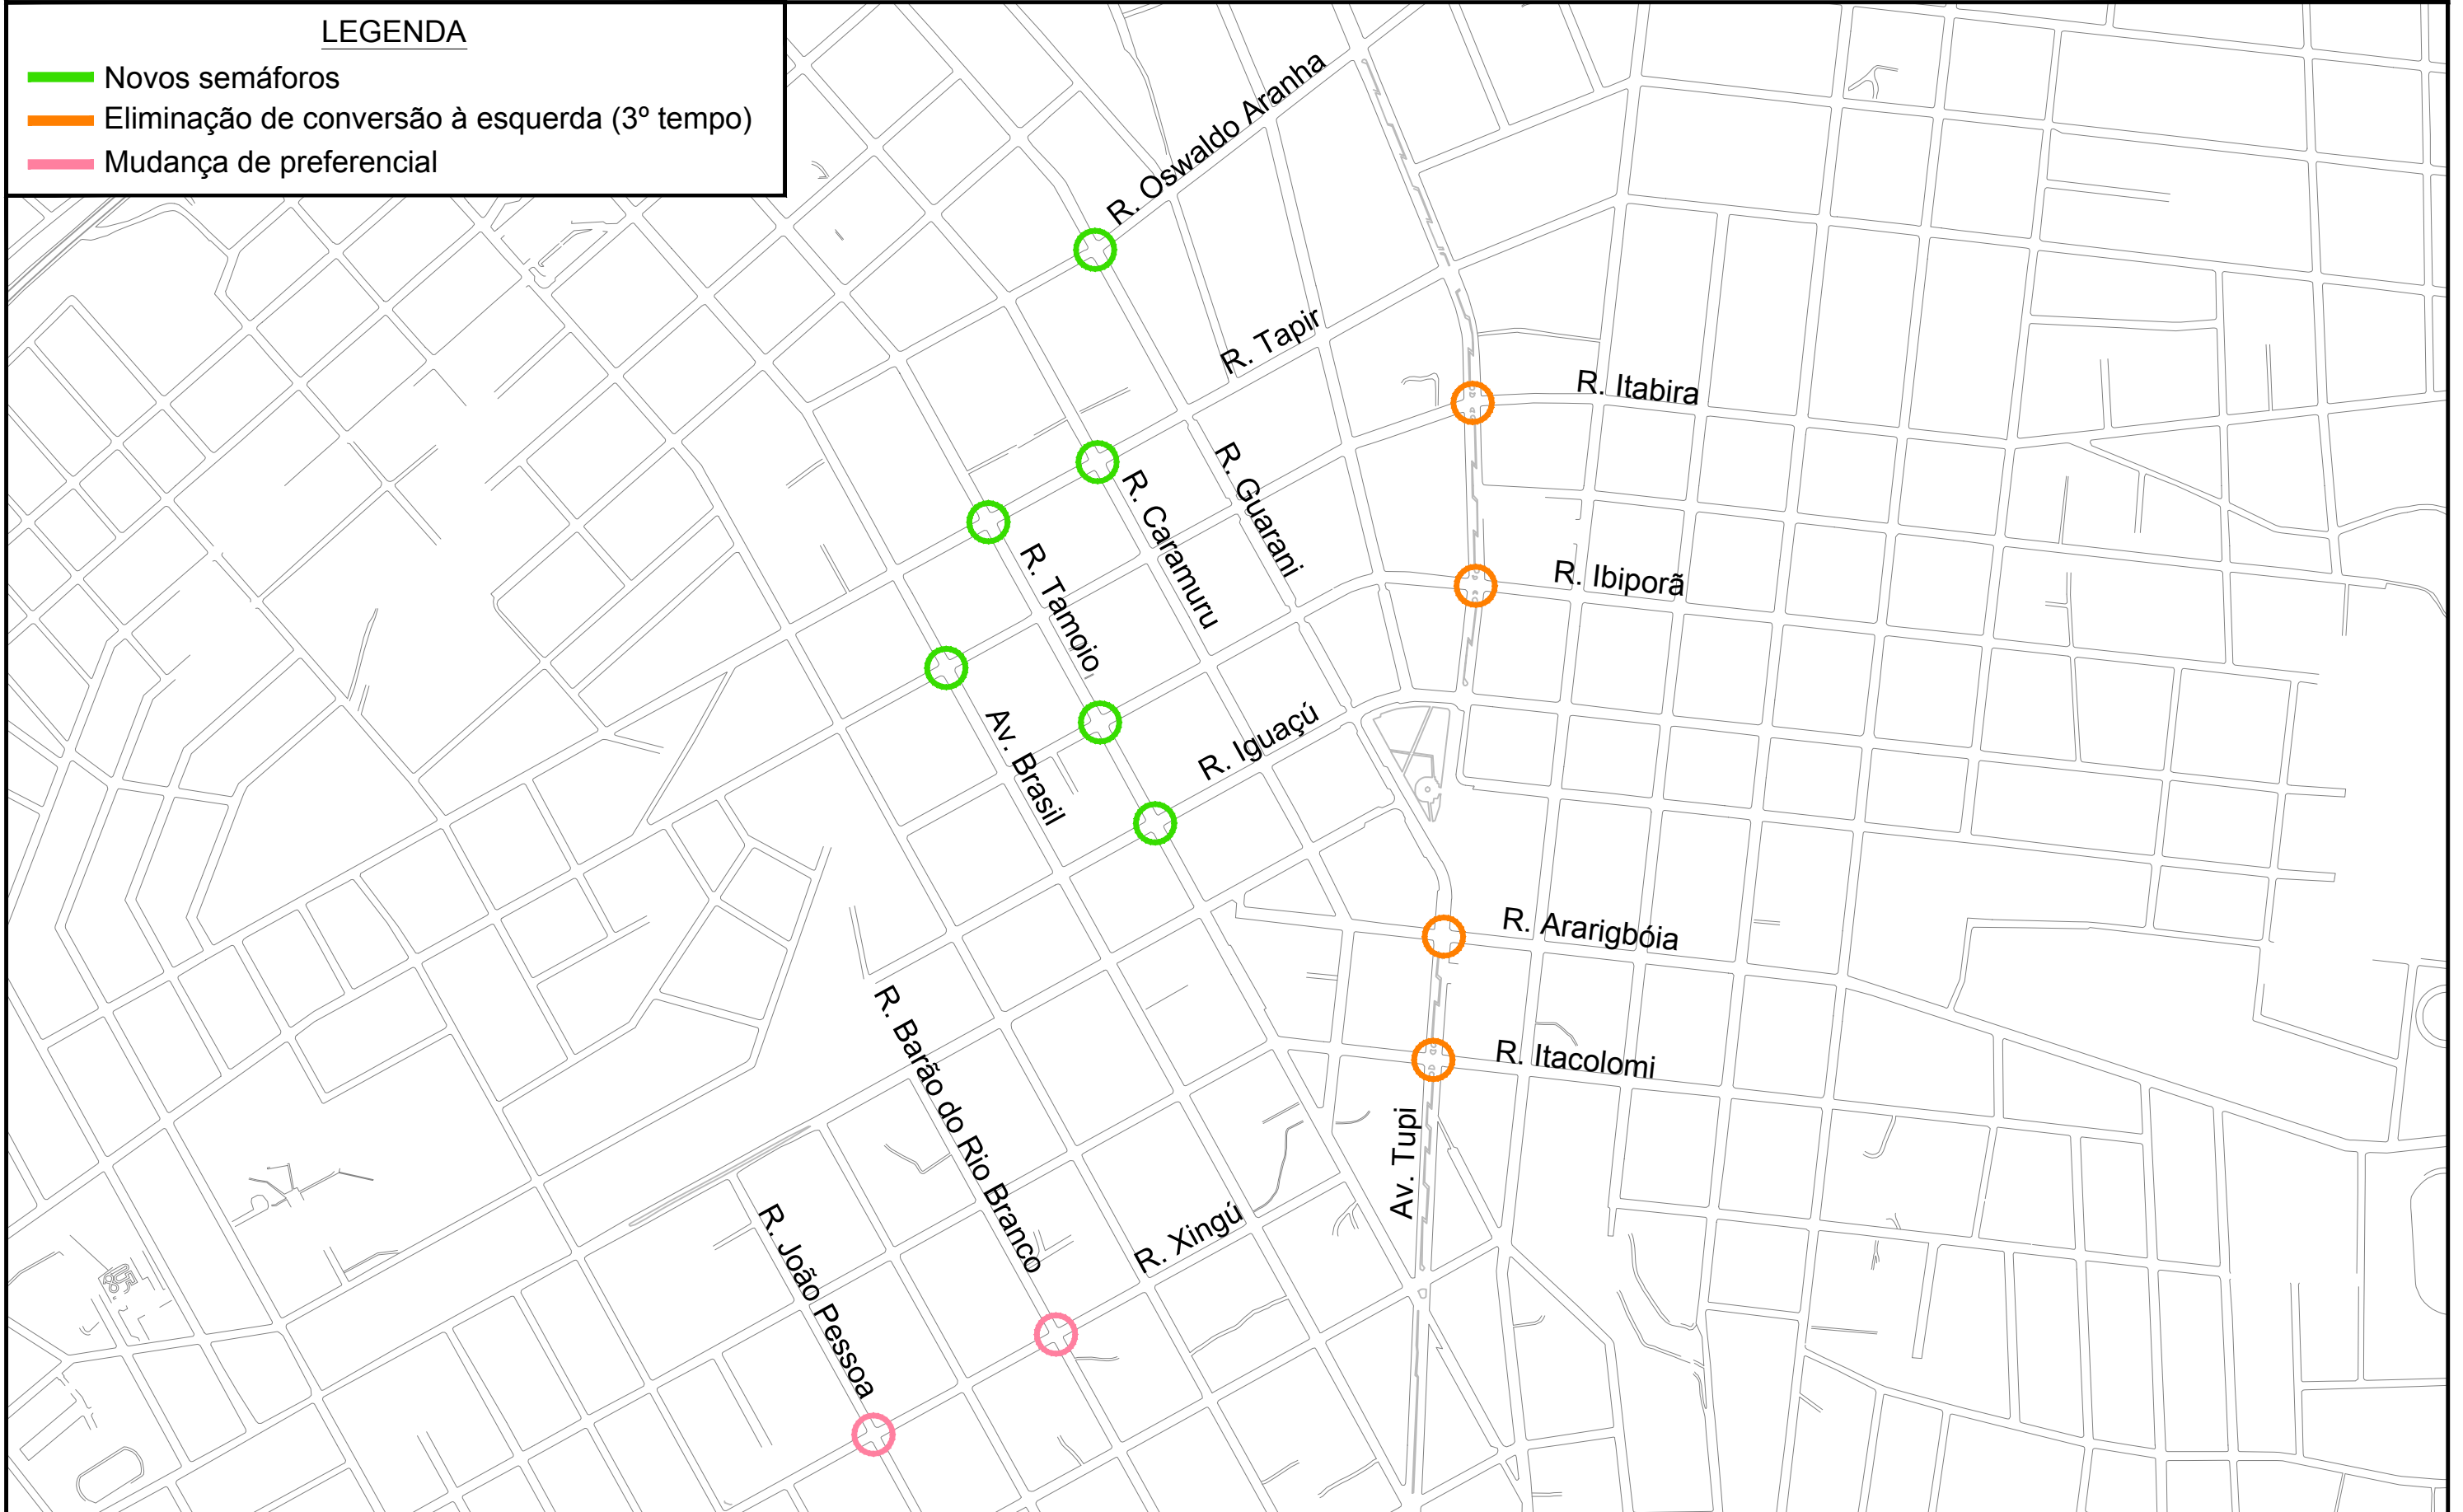 LEGENDA
Novos semáforos
Eliminação de conversão à esquerda (3º tempo)
Mudança de preferencial
R. Oswaldo Aranha
R. Tapir
R. Itabira
R. Guarani
R. Caramuru
R. Tamoio
R. Ibiporã
Av. Brasil
R. Iguaçú
R. Ararigbóia
R. Barão do Rio Branco
R. Itacolomi
Av. Tupi
R. Xingú
R. João Pessoa